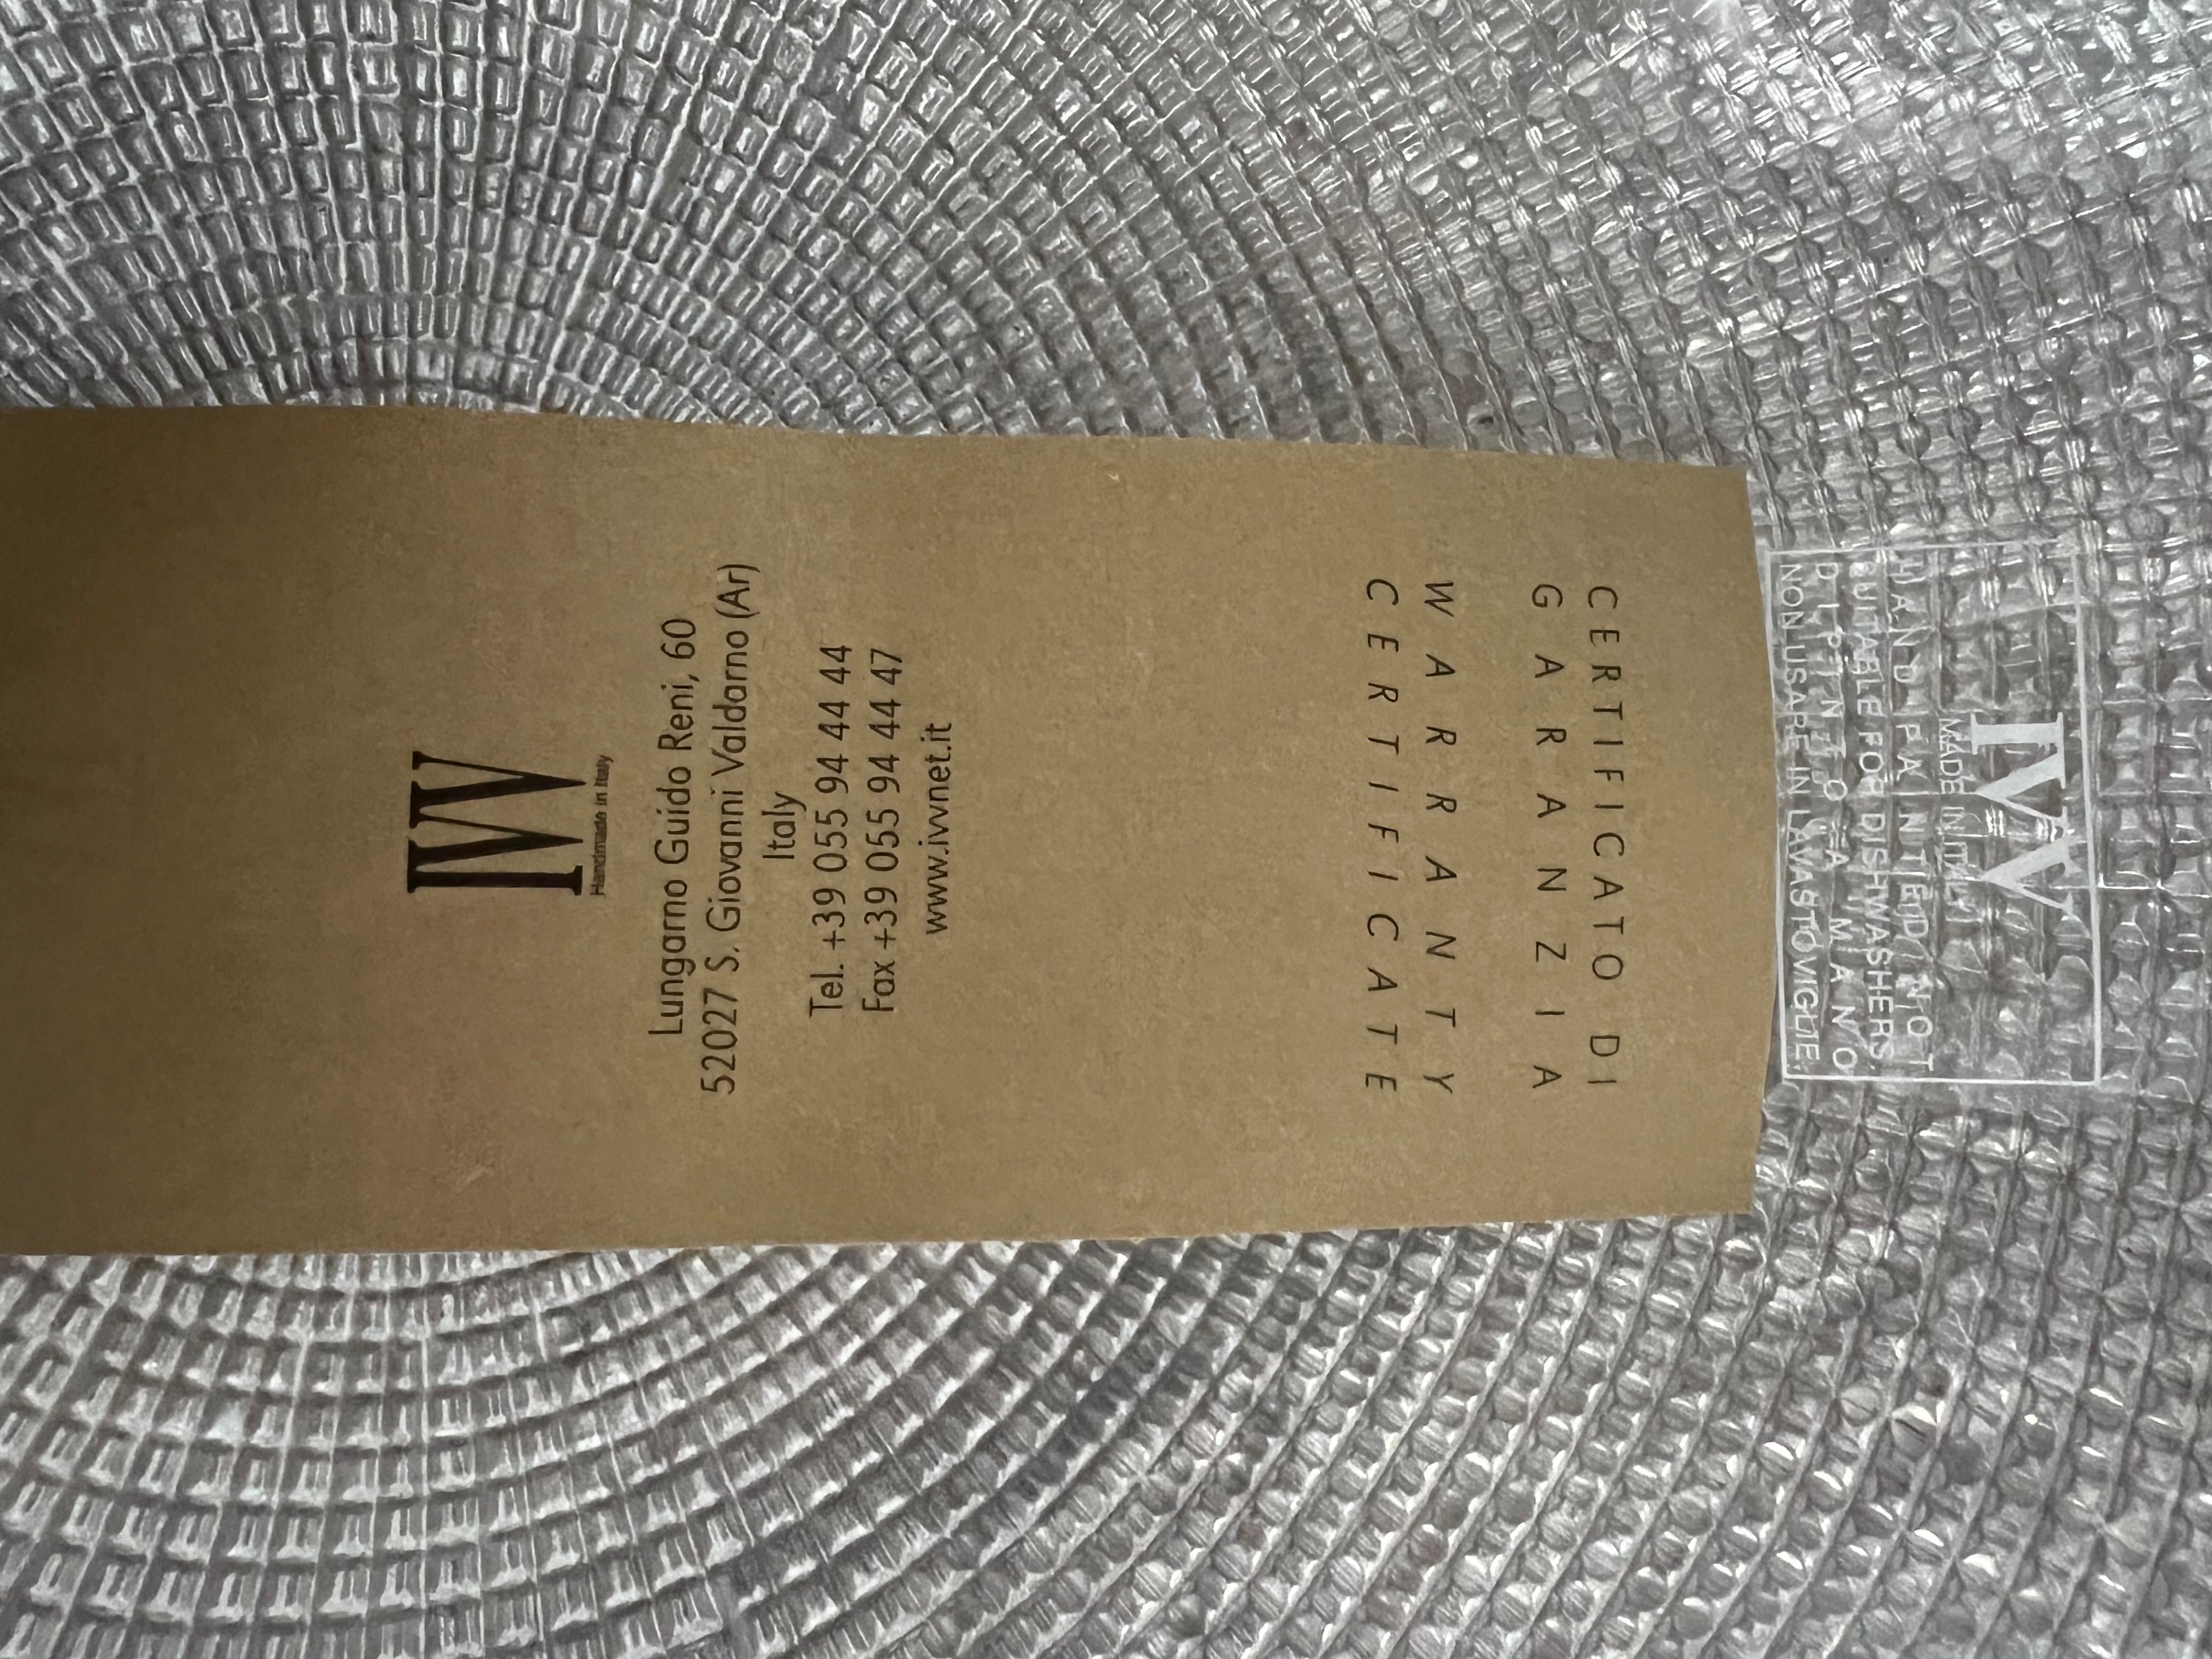 IVV
Handmade in Italy
Lungarno Guido Reni, 60
52027 S. Giovanni Valdarno (Ar)
Italy
Tel. +39 055 94 44 44
Fax +39 055 94 44 47
www.ivvnet.it
CERTIFICATO DI
GARANZIA
WARRANTY
CERTIFICATE
IVV
MADE IN ITALY
HANDPAINTED NOT
SUITABLE FOR DISHWASHERS.
DIPINTO A MANO
NON USARE IN LAVASTOVIGLIE.